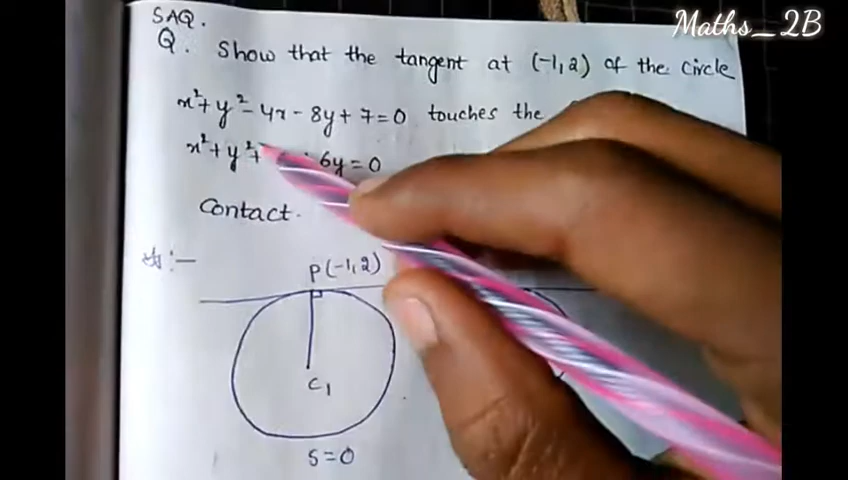 Maths_2B
SAQ.
Q. Show that the tangent at (-1,2) of the circle
x²+y²-4x-8y+7=0 touches the
x²+y²+ 6y=0
Contact.
P(-1,2)
C₁
S=0